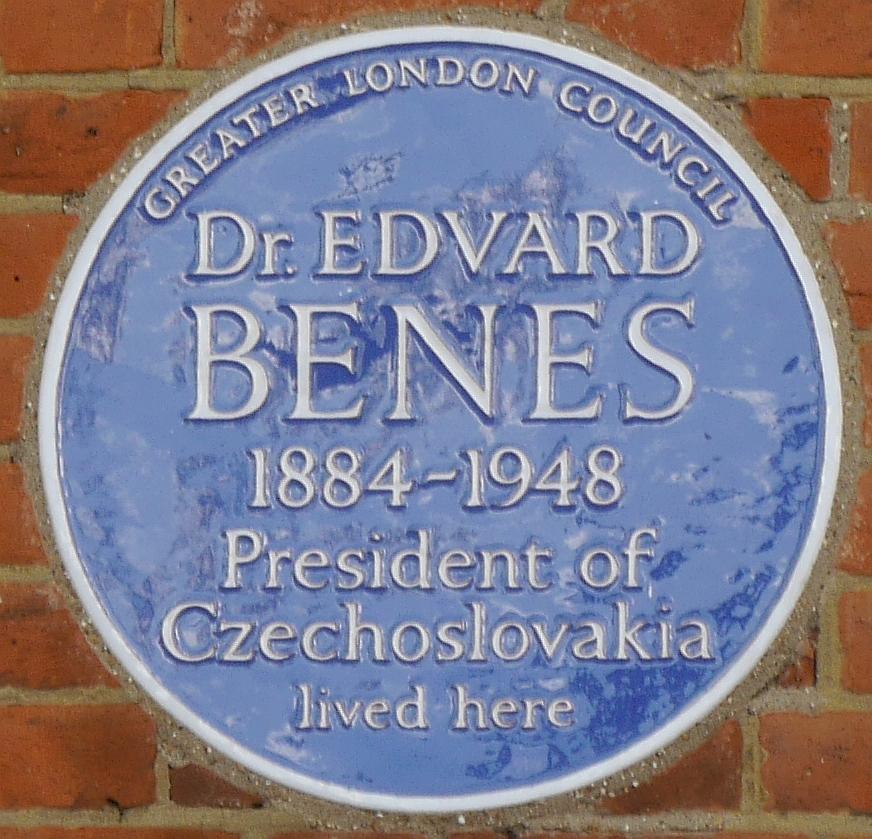 GREATER LONDON COUNCIL
Dr. EDVARD
BENES
1884-1948
President of
Czechoslovakia
lived here